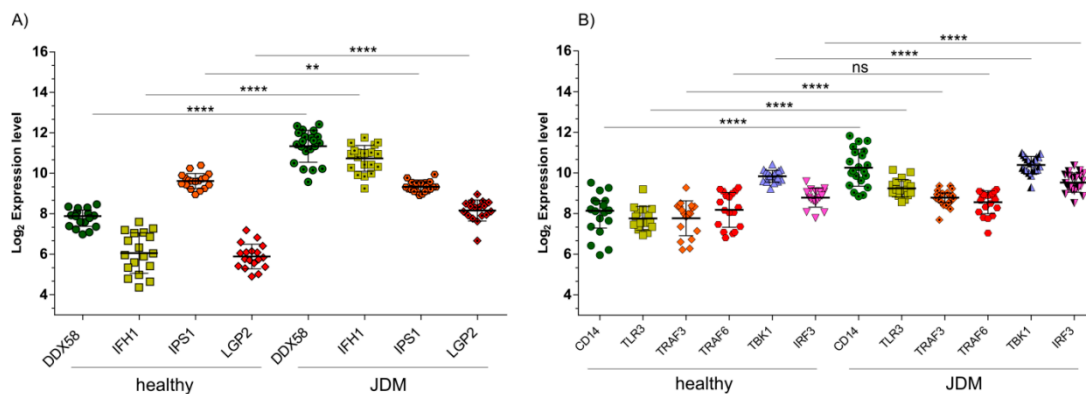 A)
Log2 Expression level
16
14
12
10
8
6
4
****
**
****
****
DDX58
IFH1
IPS1
LGP2
DDX58
IFH1
IPS1
LGP2
healthy
JDM
B)
Log2 Expression level
16
14
12
10
8
6
4
****
****
ns
****
****
****
CD14
TLR3
TRAF3
TRAF6
TBK1
IRF3
CD14
TLR3
TRAF3
TRAF6
TBK1
IRF3
healthy
JDM